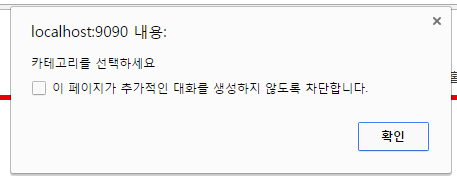 localhost:9090 내용:
카테고리를 선택하세요
이 페이지가 추가적인 대화를 생성하지 않도록 차단합니다.
확인